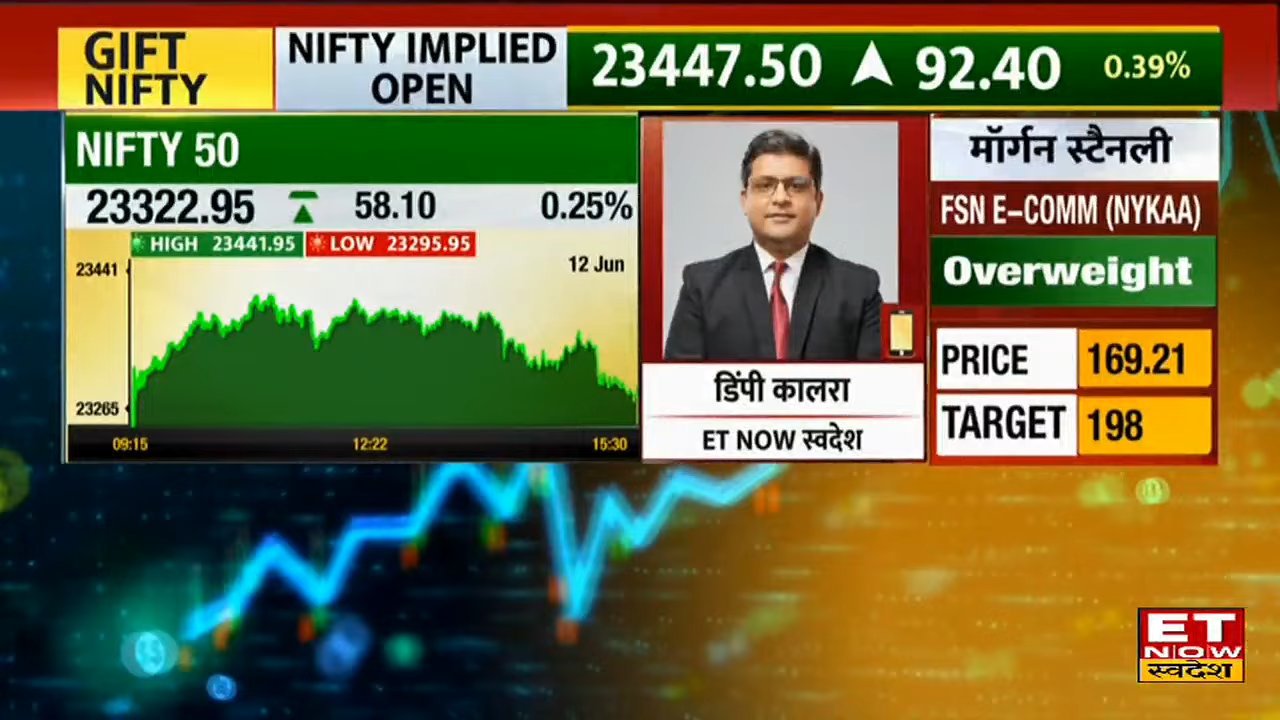 GIFT
NIFTY
NIFTY IMPLIED
OPEN
23447.50 92.40 0.39%
NIFTY 50
23322.95 58.10 0.25%
HIGH 23441.95 LOW 23295.95
12 Jun
23441
23265
09:15 12:22 15:30
डिंपी कालरा
ET NOW स्वदेश
मॉर्गन स्टैनली
FSN E-COMM (NYKAA)
Overweight
PRICE 169.21
TARGET 198
ET
NOW
स्वदेश